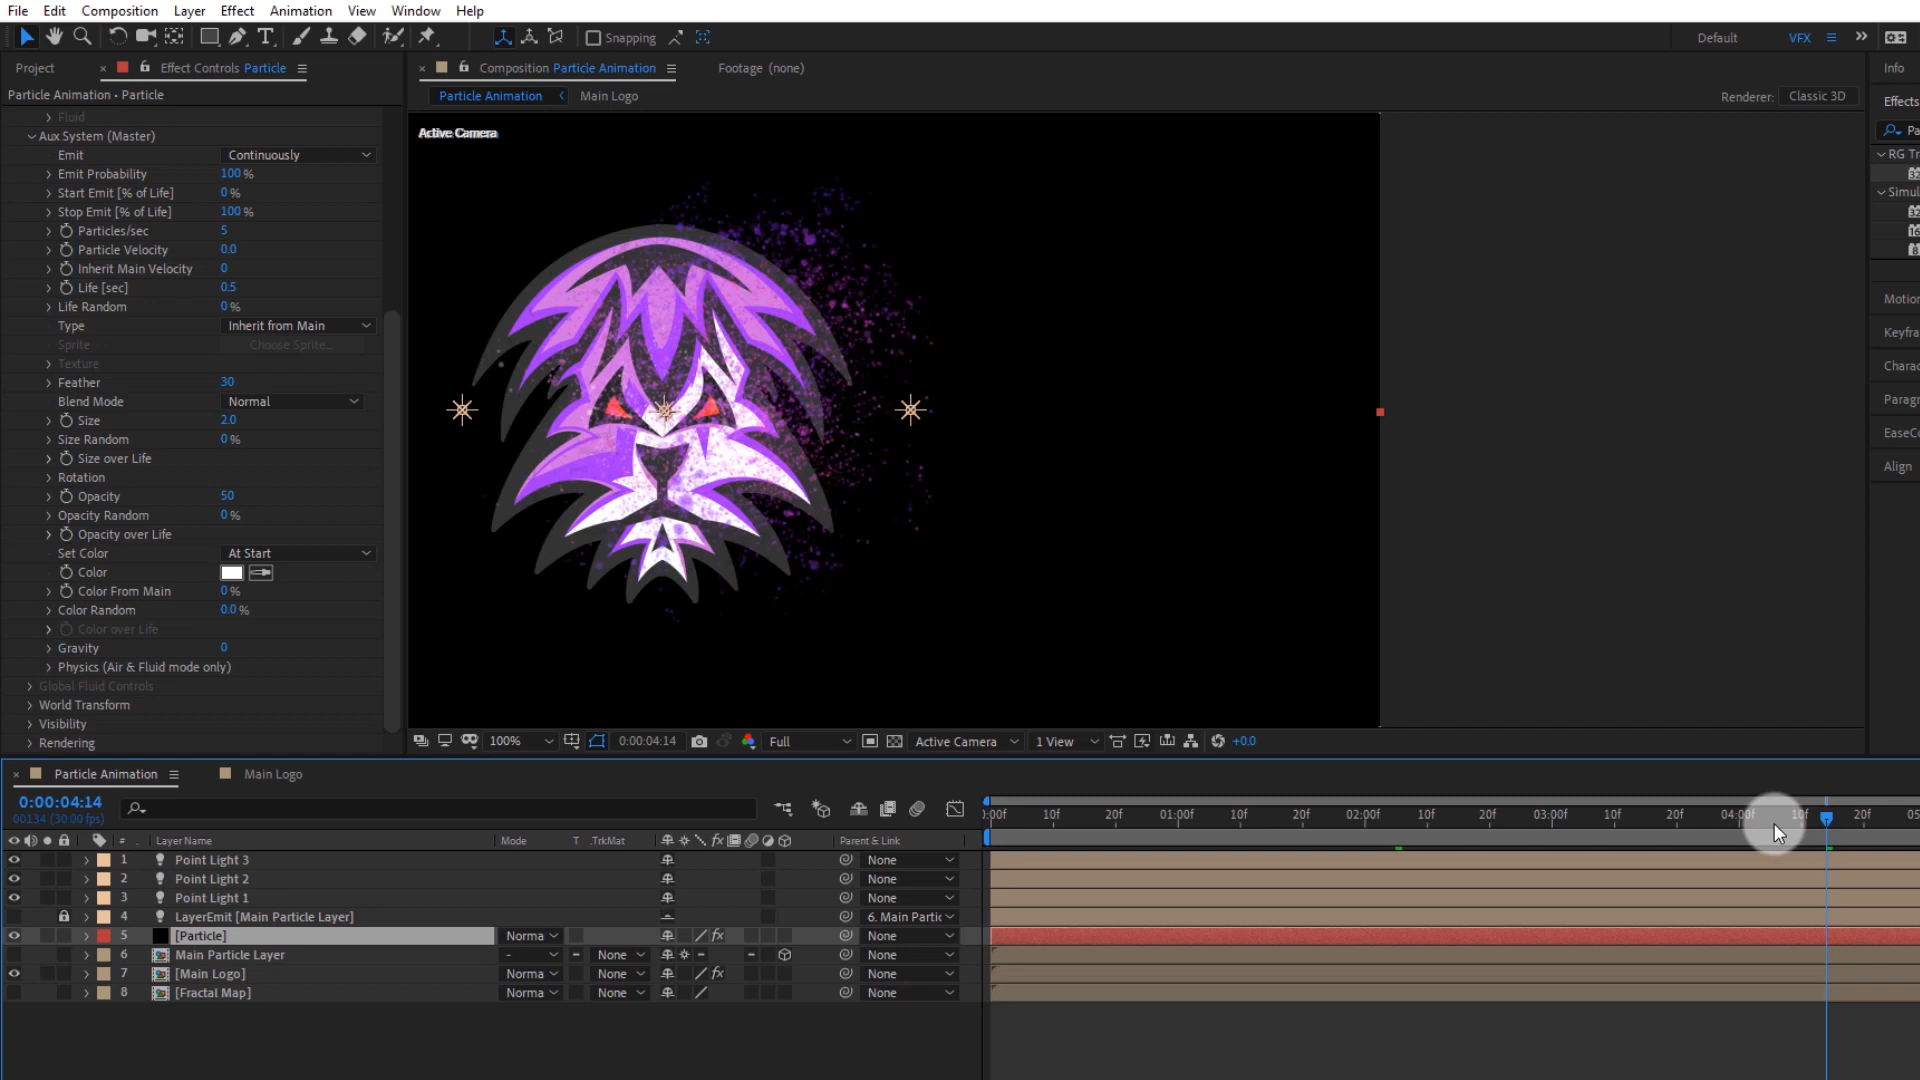 File Edit Composition Layer Effect Animation View Window Help
Snapping Default VFX
Project Effect Controls Particle Composition Particle Animation Footage (none) Info
Particle Animation • Particle Particle Animation Main Logo Renderer: Classic 3D Effects
Fluid Active Camera
Aux System (Master)
Emit Continuously
Emit Probability 100 %
RG Tr
Start Emit [% of Life] 0 %
Simul
Stop Emit [% of Life] 100 %
Particles/sec 5
Particle Velocity 0.0
Inherit Main Velocity 0
Life [sec] 0.5
Motion
Life Random 0 %
Type Inherit from Main
Keyfra
Sprite Choose Sprite...
Texture
Charac
Feather 30
Blend Mode Normal
Paragr
Size 2.0
EaseCo
Size Random 0 %
Size over Life
Align
Rotation
Opacity 50
Opacity Random 0 %
Opacity over Life
Set Color At Start
Color
Color From Main 0 %
Color Random 0.0 %
Color over Life
Gravity 0
Physics (Air & Fluid mode only)
Global Fluid Controls
World Transform
Visibility
Rendering
100% 0:00:04:14 Full Active Camera 1 View +0.0
Particle Animation Main Logo
0:00:04:14
00134 (30.00 fps)
:00f 10f 20f 01:00f 10f 20f 02:00f 10f 20f 03:00f 10f 20f 04:00f 10f 20f 05
# Layer Name Mode T .TrkMat fx Parent & Link
1 Point Light 3 None
2 Point Light 2 None
3 Point Light 1 None
4 LayerEmit [Main Particle Layer] 6. Main Partic
5 [Particle] Norma fx None
6 Main Particle Layer - None None
7 [Main Logo] Norma None fx None
8 [Fractal Map] Norma None None